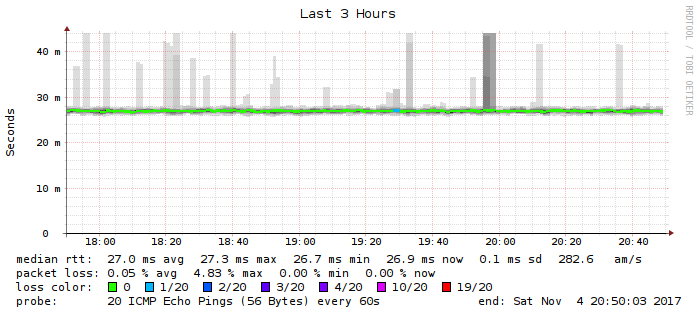 Last 3 Hours
RRDTOOL / TOBI OETIKER
Seconds
40 m
30 m
20 m
10 m
0
18:00 18:20 18:40 19:00 19:20 19:40 20:00 20:20 20:40
median rtt: 27.0 ms avg 27.3 ms max 26.7 ms min 26.9 ms now 0.1 ms sd 282.6 am/s
packet loss: 0.05 % avg 4.83 % max 0.00 % min 0.00 % now
loss color: 0 1/20 2/20 3/20 4/20 10/20 19/20
probe: 20 ICMP Echo Pings (56 Bytes) every 60s end: Sat Nov 4 20:50:03 2017